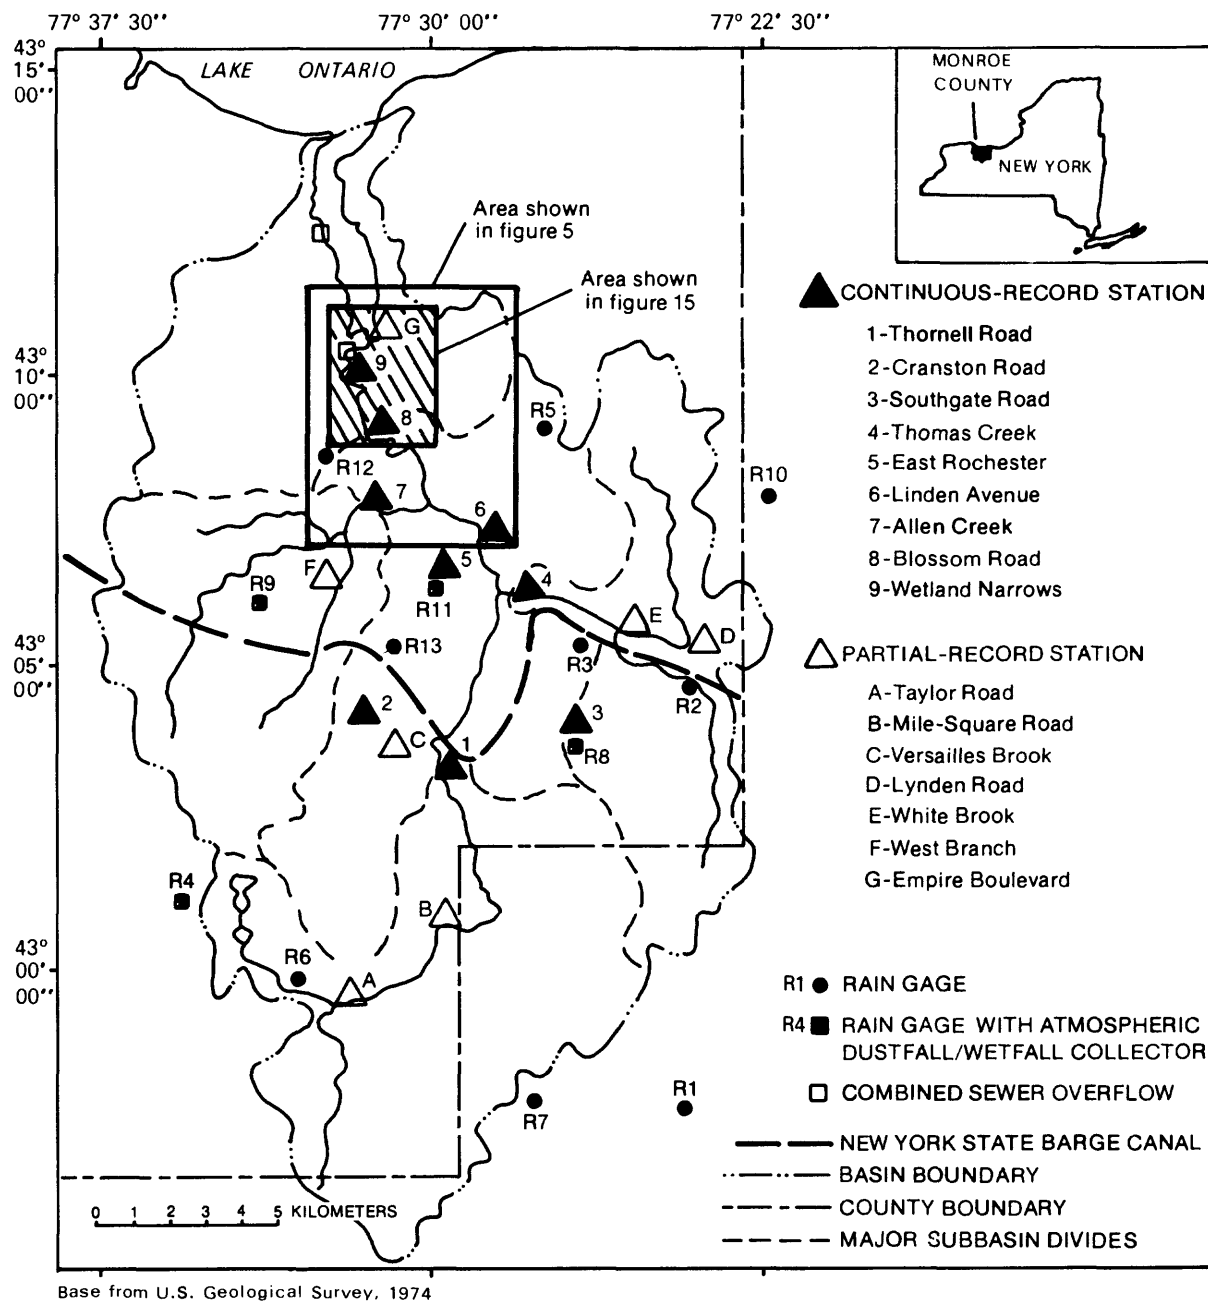 77° 37' 30''
77° 30' 00''
77° 22' 30''
43°
15'
00''
LAKE ONTARIO
MONROE
COUNTY
NEW YORK
Area shown
in figure 5
Area shown
in figure 15
G
9
8
43°
10'
00''
R5
R12
R10
7
6
5
F
R9
R11
4
E
D
43°
05'
00''
R13
R3
R2
2
C
1
3
R8
R4
B
43°
00'
00''
R6
A
R7
R1
CONTINUOUS-RECORD STATION
1-Thornell Road
2-Cranston Road
3-Southgate Road
4-Thomas Creek
5-East Rochester
6-Linden Avenue
7-Allen Creek
8-Blossom Road
9-Wetland Narrows
PARTIAL-RECORD STATION
A-Taylor Road
B-Mile-Square Road
C-Versailles Brook
D-Lynden Road
E-White Brook
F-West Branch
G-Empire Boulevard
R1 RAIN GAGE
R4 RAIN GAGE WITH ATMOSPHERIC
DUSTFALL/WETFALL COLLECTOR
COMBINED SEWER OVERFLOW
NEW YORK STATE BARGE CANAL
BASIN BOUNDARY
COUNTY BOUNDARY
MAJOR SUBBASIN DIVIDES
0 1 2 3 4 5 KILOMETERS
Base from U.S. Geological Survey, 1974